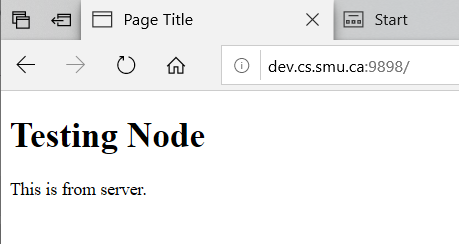 Page Title
Start
dev.cs.smu.ca:9898/
Testing Node
This is from server.